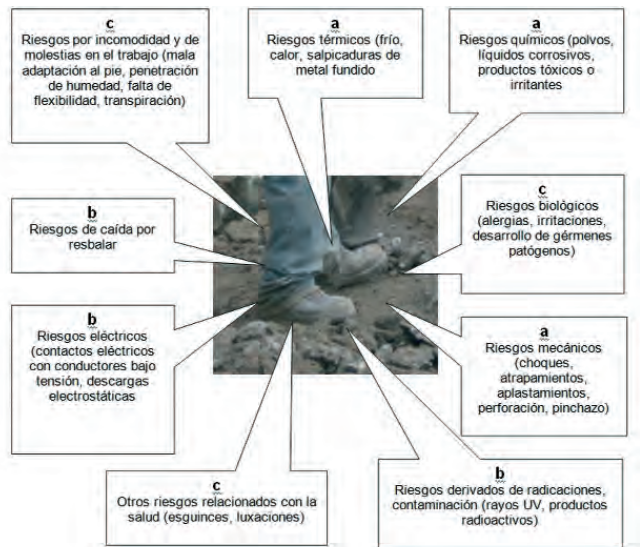 c
Riesgos por incomodidad y de
molestias en el trabajo (mala
adaptación al pie, penetración
de humedad, falta de
flexibilidad, transpiración)
a
Riesgos térmicos (frío,
calor, salpicaduras de
metal fundido
a
Riesgos químicos (polvos,
líquidos corrosivos,
productos tóxicos o
irritantes
b
Riesgos de caída por
resbalar
c
Riesgos biológicos
(alergias, irritaciones,
desarrollo de gérmenes
patógenos)
b
Riesgos eléctricos
(contactos eléctricos
con conductores bajo
tensión, descargas
electrostáticas
a
Riesgos mecánicos
(choques,
atrapamientos,
aplastamientos,
perforación, pinchazo)
c
Otros riesgos relacionados con la
salud (esguinces, luxaciones)
b
Riesgos derivados de radicaciones,
contaminación (rayos UV, productos
radioactivos)